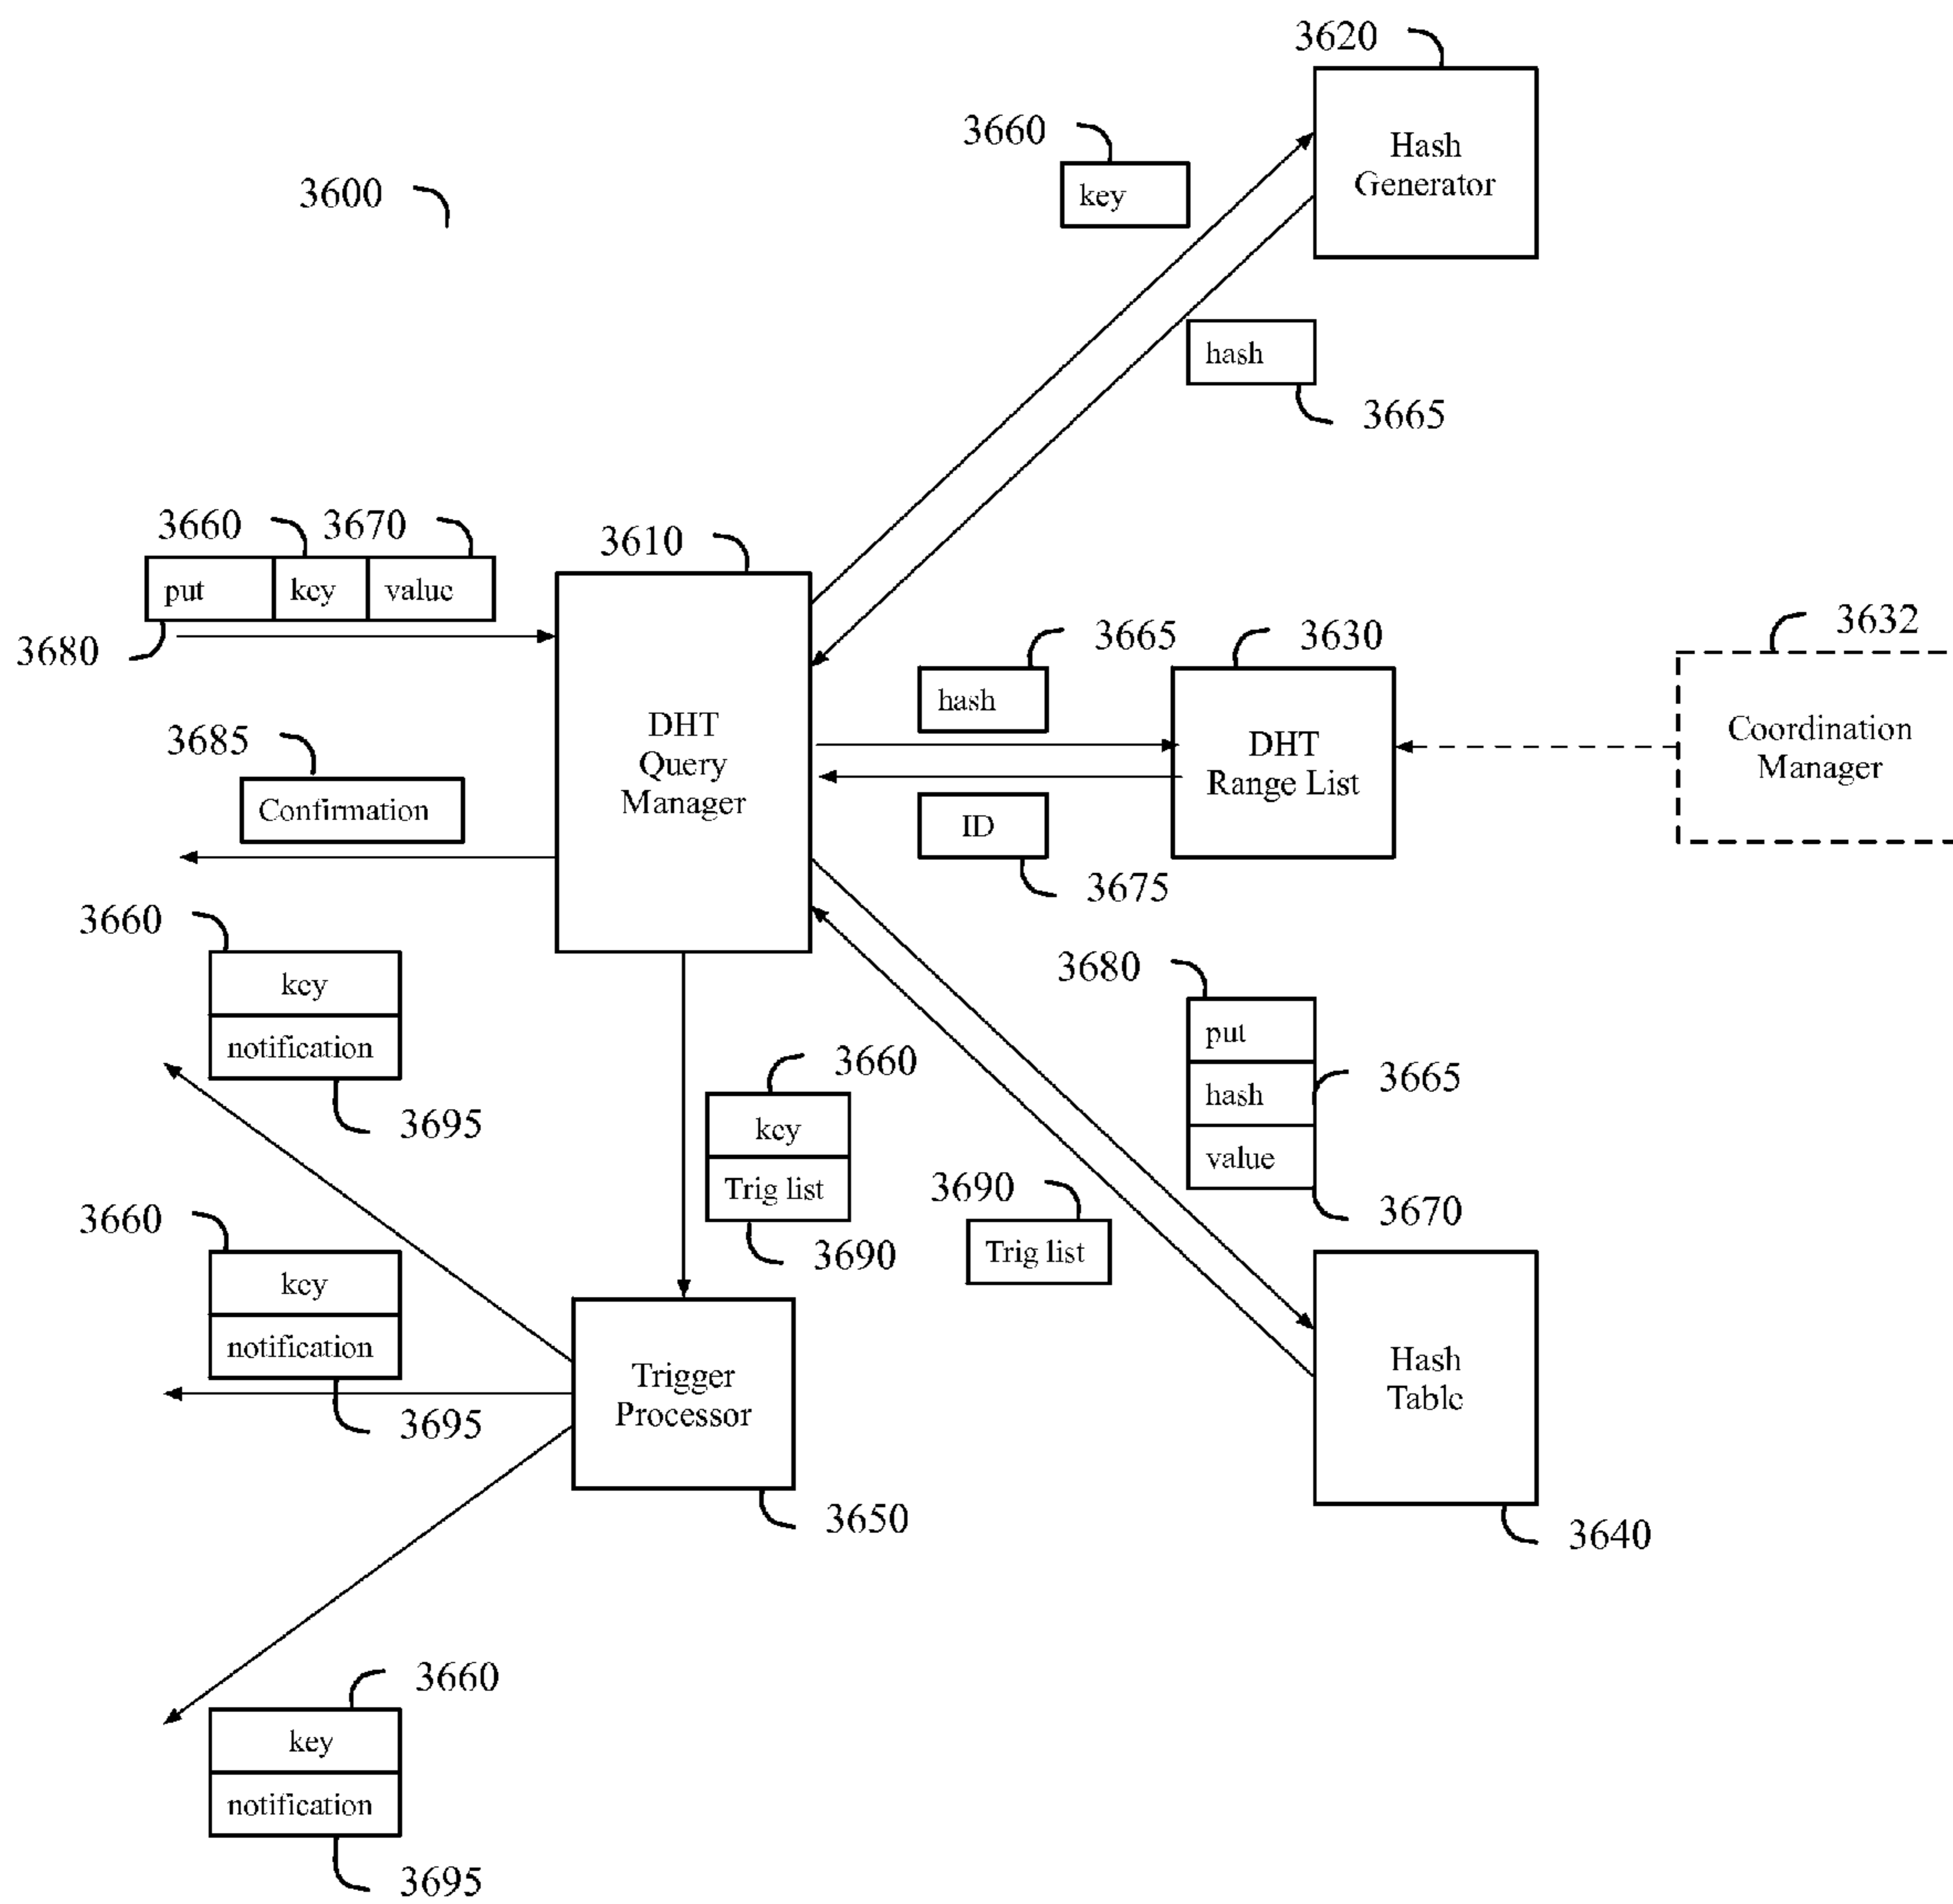 3620
3660
Hash
Generator
key
3600
hash
3665
3660
3670
3610
put
key
value
3680
3665
3630
3632
hash
Coordination
Manager
DHT
Query
Manager
DHT
Range List
3685
Confirmation
ID
3675
3660
key
notification
3695
3680
put
hash
value
3665
3670
3660
key
Trig list
3690
3690
Trig list
3660
key
notification
3695
Trigger
Processor
3650
Hash
Table
3640
3660
key
notification
3695